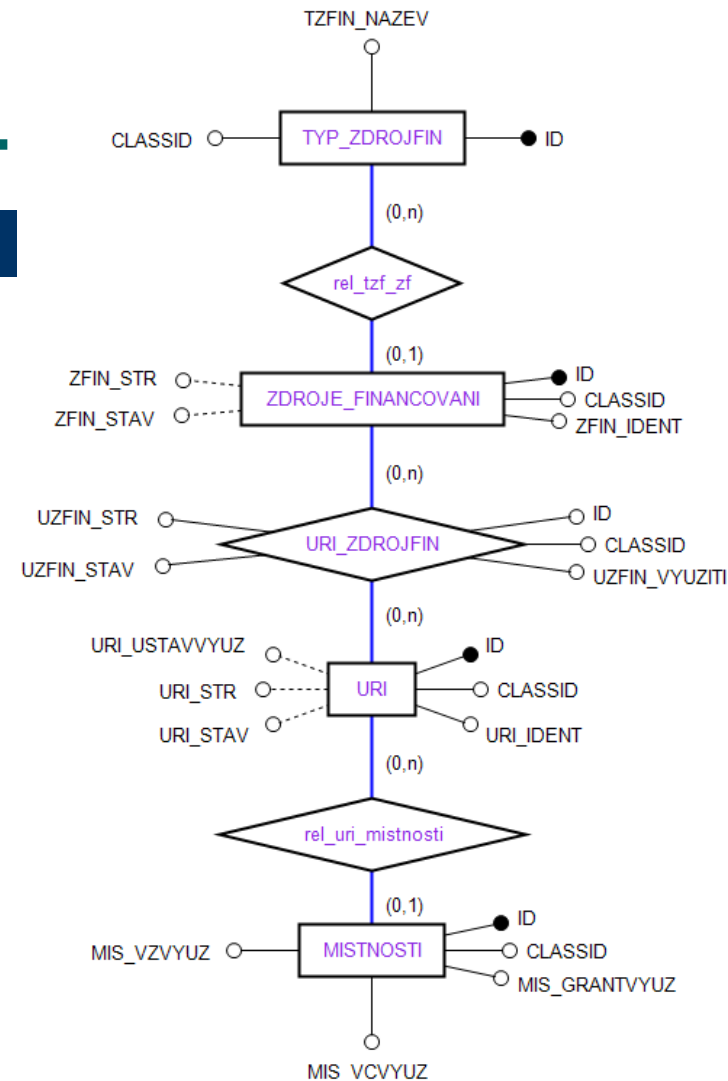 TZFIN_NAZEV
CLASSID
TYP_ZDROJFIN
ID
(0,n)
rel_tzf_zf
(0,1)
ZFIN_STR
ZFIN_STAV
ZDROJE_FINANCOVANI
ID
CLASSID
ZFIN_IDENT
(0,n)
UZFIN_STR
UZFIN_STAV
URI_ZDROJFIN
ID
CLASSID
UZFIN_VYUZITI
(0,n)
URI_USTAVVYUZ
URI_STR
URI_STAV
URI
ID
CLASSID
URI_IDENT
(0,n)
rel_uri_mistnosti
(0,1)
MIS_VZVYUZ
MISTNOSTI
ID
CLASSID
MIS_GRANTVYUZ
MIS_VCVYUZ